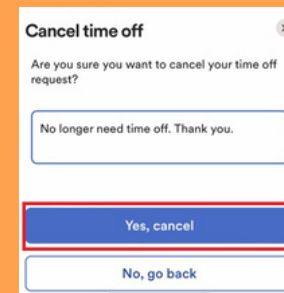 Cancel time off
Are you sure you want to cancel your time off
request?
No longer need time off. Thank you.
Yes, cancel
No, go back